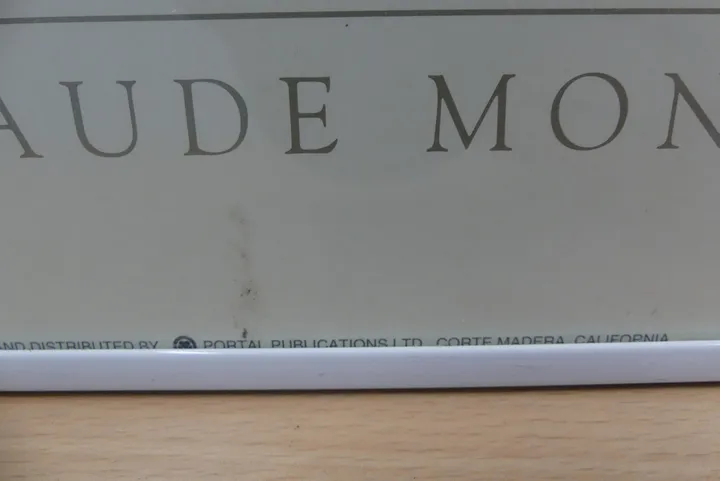 AUDE MON
AND DISTRIBUTED BY PORTAL PUBLICATIONS LTD. CORTE MADERA, CALIFORNIA